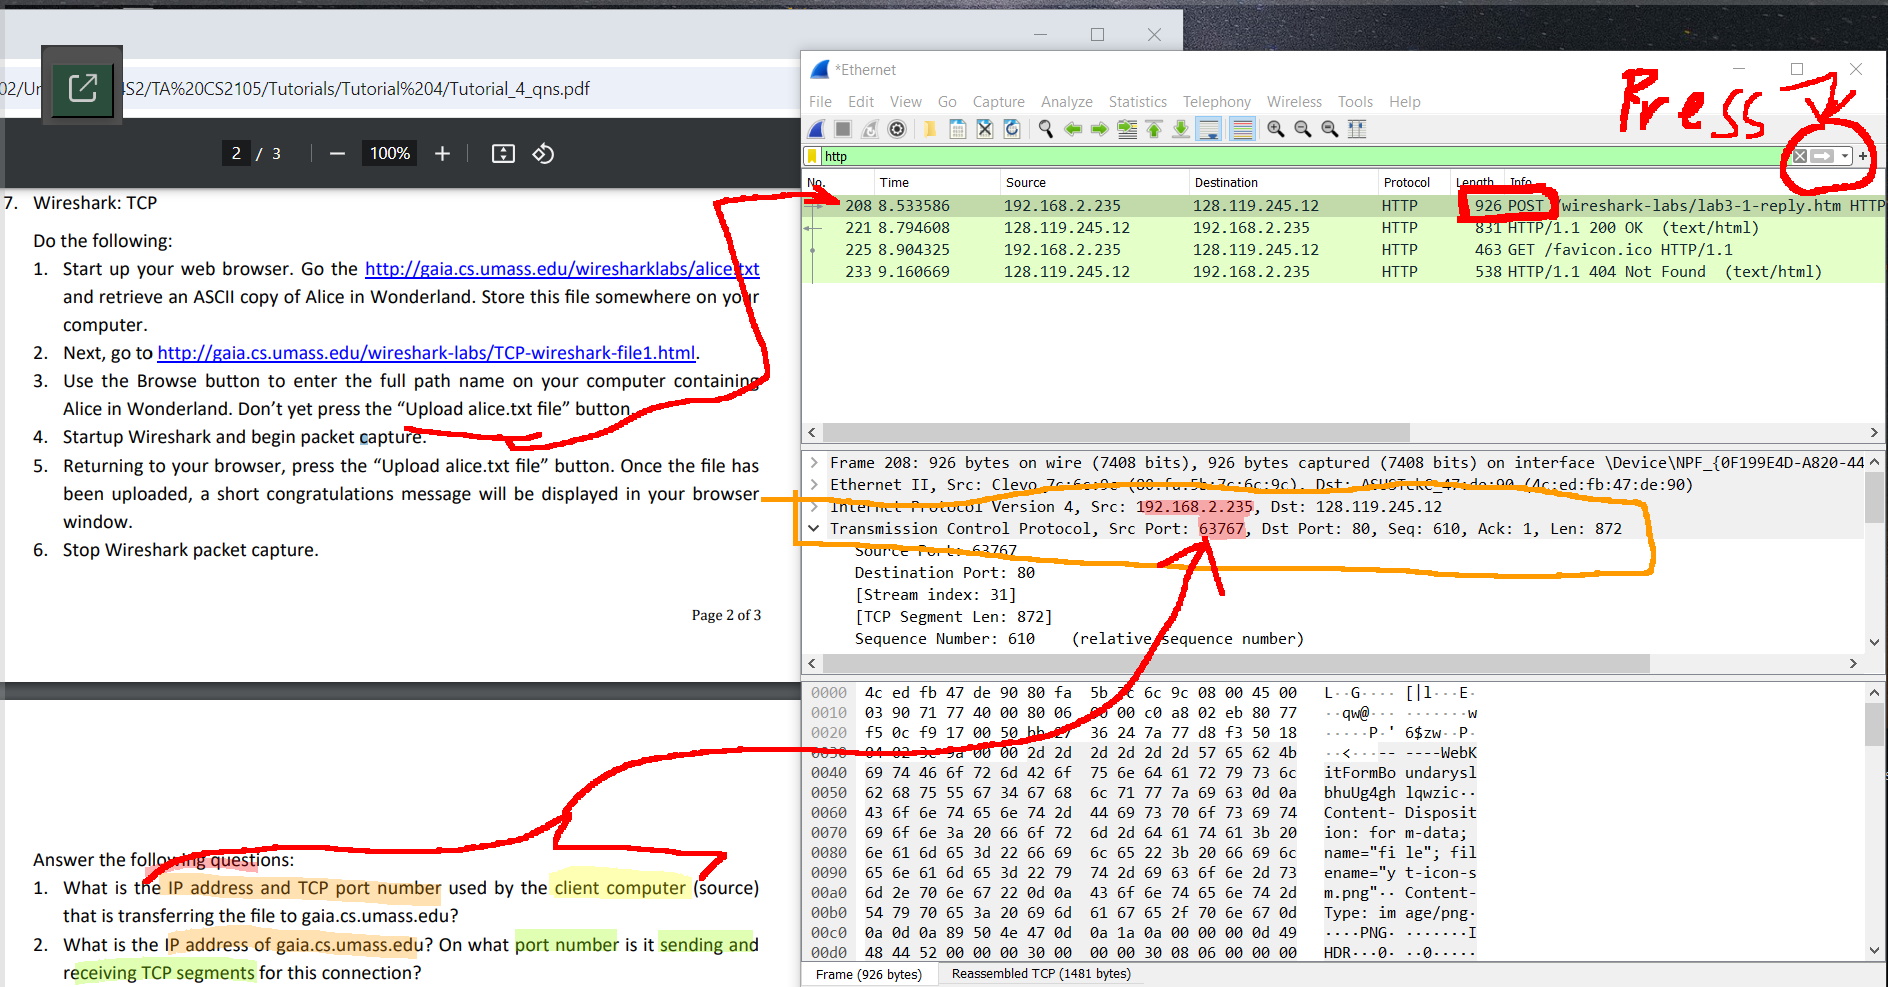 02/Un
4S2/TA%20CS2105/Tutorials/Tutorial%204/Tutorial_4_qns.pdf
2 / 3
100%
7. Wireshark: TCP
Do the following:
1. Start up your web browser. Go the http://gaia.cs.umass.edu/wiresharklabs/alice.txt
and retrieve an ASCII copy of Alice in Wonderland. Store this file somewhere on your
computer.
2. Next, go to http://gaia.cs.umass.edu/wireshark-labs/TCP-wireshark-file1.html.
3. Use the Browse button to enter the full path name on your computer containing
Alice in Wonderland. Don’t yet press the “Upload alice.txt file” button.
4. Startup Wireshark and begin packet capture.
5. Returning to your browser, press the “Upload alice.txt file” button. Once the file has
been uploaded, a short congratulations message will be displayed in your browser
window.
6. Stop Wireshark packet capture.
Page 2 of 3
Answer the following questions:
1. What is the IP address and TCP port number used by the client computer (source)
that is transferring the file to gaia.cs.umass.edu?
2. What is the IP address of gaia.cs.umass.edu? On what port number is it sending and
receiving TCP segments for this connection?
*Ethernet
Press
File Edit View Go Capture Analyze Statistics Telephony Wireless Tools Help
http
No. Time Source Destination Protocol Length Info
208 8.533586 192.168.2.235 128.119.245.12 HTTP 926 POST /wireshark-labs/lab3-1-reply.htm HTTP
221 8.794608 128.119.245.12 192.168.2.235 HTTP 831 HTTP/1.1 200 OK (text/html)
225 8.904325 192.168.2.235 128.119.245.12 HTTP 463 GET /favicon.ico HTTP/1.1
233 9.160669 128.119.245.12 192.168.2.235 HTTP 538 HTTP/1.1 404 Not Found (text/html)
Frame 208: 926 bytes on wire (7408 bits), 926 bytes captured (7408 bits) on interface \Device\NPF_{0F199E4D-A820-44
Ethernet II, Src: Clevo_7c:6c:9c (80:fa:5b:7c:6c:9c), Dst: ASUSTekC_47:de:90 (4c:ed:fb:47:de:90)
Internet Protocol Version 4, Src: 192.168.2.235, Dst: 128.119.245.12
Transmission Control Protocol, Src Port: 63767, Dst Port: 80, Seq: 610, Ack: 1, Len: 872
Source Port: 63767
Destination Port: 80
[Stream index: 31]
[TCP Segment Len: 872]
Sequence Number: 610 (relative sequence number)
0000 4c ed fb 47 de 90 80 fa 5b 7c 6c 9c 08 00 45 00 L··G···· [|l···E·
0010 03 90 71 77 40 00 80 06 00 00 c0 a8 02 eb 80 77 ··qw@··· ·······w
0020 f5 0c f9 17 00 50 bb 27 36 24 7a 77 d8 f3 50 18 ·····P·' 6$zw··P·
0030 04 02 3c 9a 00 00 2d 2d 2d 2d 2d 2d 57 65 62 4b ··<···-- ----WebK
0040 69 74 46 6f 72 6d 42 6f 75 6e 64 61 72 79 73 6c itFormBo undarysl
0050 62 68 75 55 67 34 67 68 6c 71 77 7a 69 63 0d 0a bhuUg4gh lqwzic··
0060 43 6f 6e 74 65 6e 74 2d 44 69 73 70 6f 73 69 74 Content- Disposit
0070 69 6f 6e 3a 20 66 6f 72 6d 2d 64 61 74 61 3b 20 ion: for m-data;
0080 6e 61 6d 65 3d 22 66 69 6c 65 22 3b 20 66 69 6c name="fi le"; fil
0090 65 6e 61 6d 65 3d 22 79 74 2d 69 63 6f 6e 2d 73 ename="y t-icon-s
00a0 6d 2e 70 6e 67 22 0d 0a 43 6f 6e 74 65 6e 74 2d m.png"·· Content-
00b0 54 79 70 65 3a 20 69 6d 61 67 65 2f 70 6e 67 0d Type: im age/png·
00c0 0a 0d 0a 89 50 4e 47 0d 0a 1a 0a 00 00 00 0d 49 ····PNG· ·······I
00d0 48 44 52 00 00 00 30 00 00 00 30 08 06 00 00 00 HDR···0· ··0·····
Frame (926 bytes) Reassembled TCP (1481 bytes)